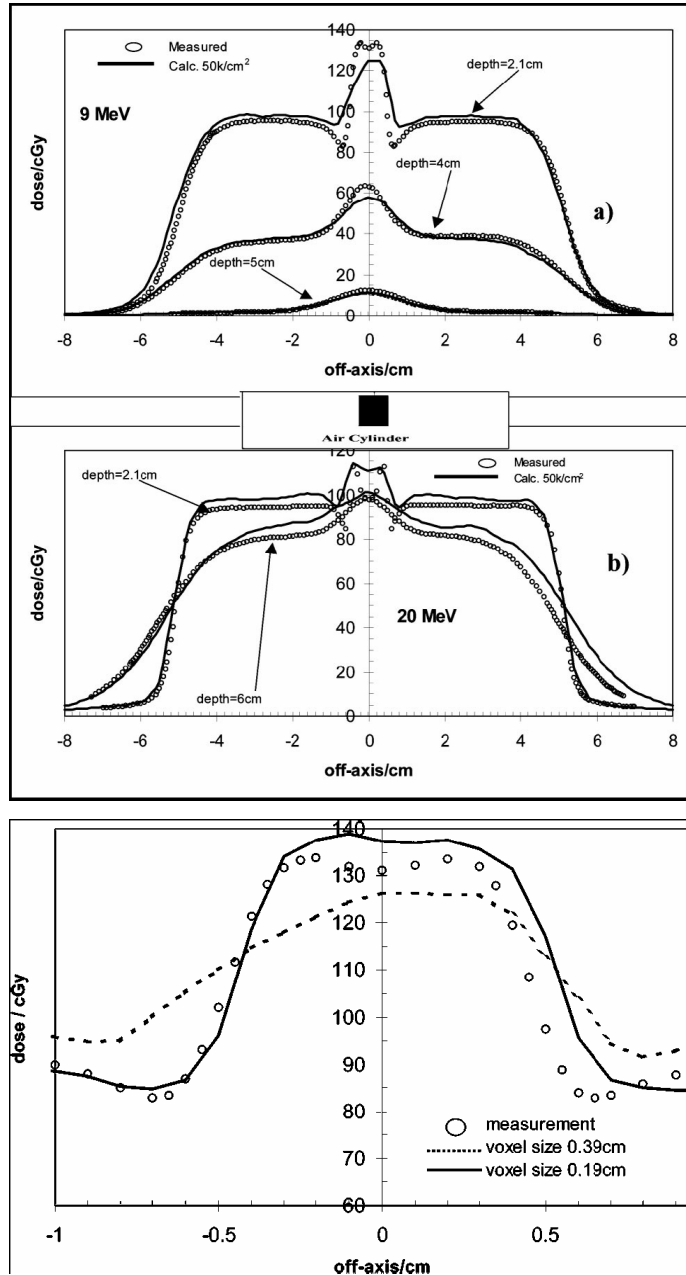 140
Measured
Calc. 50k/cm²
120
depth=2.1cm
9 MeV
100
80
dose/cGy
depth=4cm
60
a)
40
depth=5cm
20
0
-8 -6 -4 -2 0 2 4 6 8
off-axis/cm
Air Cylinder
120
Measured
Calc. 50k/cm²
depth=2.1cm
100
80
dose/cGy
b)
60
20 MeV
40
depth=6cm
20
0
-8 -6 -4 -2 0 2 4 6 8
off-axis/cm
140
130
120
110
100
dose / cGy
90
80
measurement
70
voxel size 0.39cm
voxel size 0.19cm
60
-1 -0.5 0 0.5
off-axis/cm